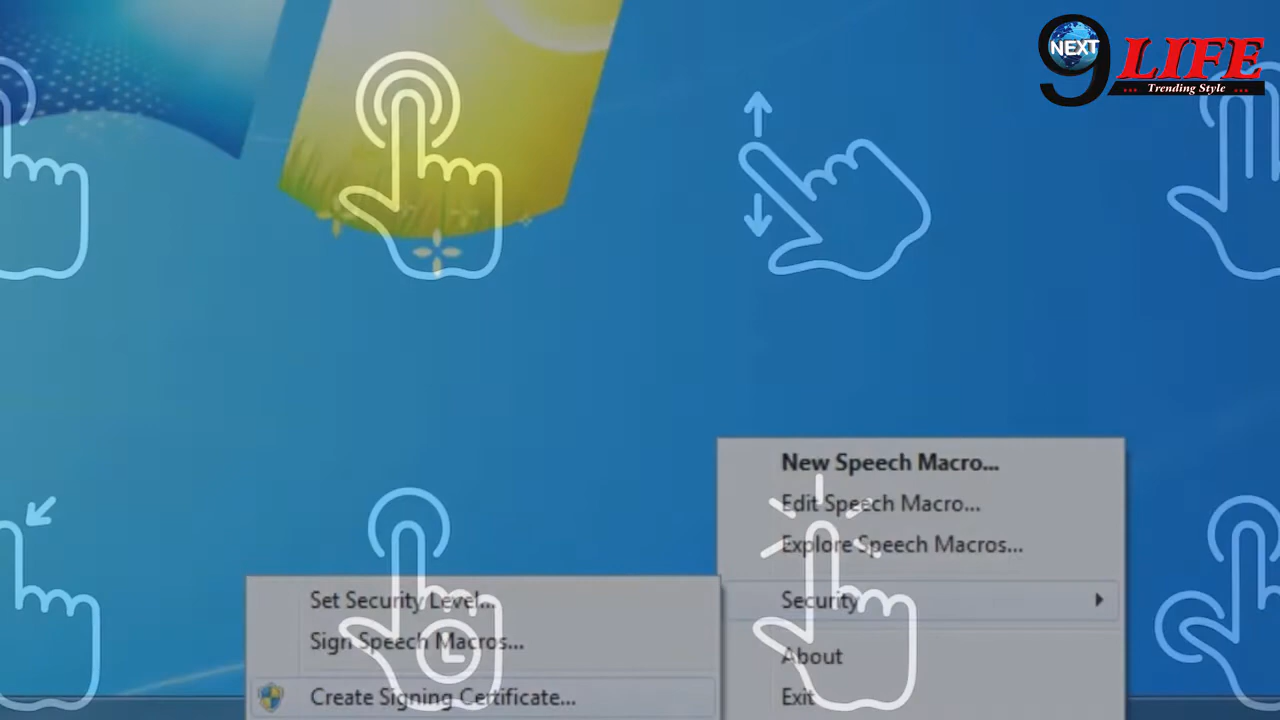 9
NEXT
LIFE
... Trending Style ...
New Speech Macro...
Edit Speech Macro...
Explore Speech Macros...
Security
About
Exit
Set Security Level...
Sign Speech Macros...
Create Signing Certificate...